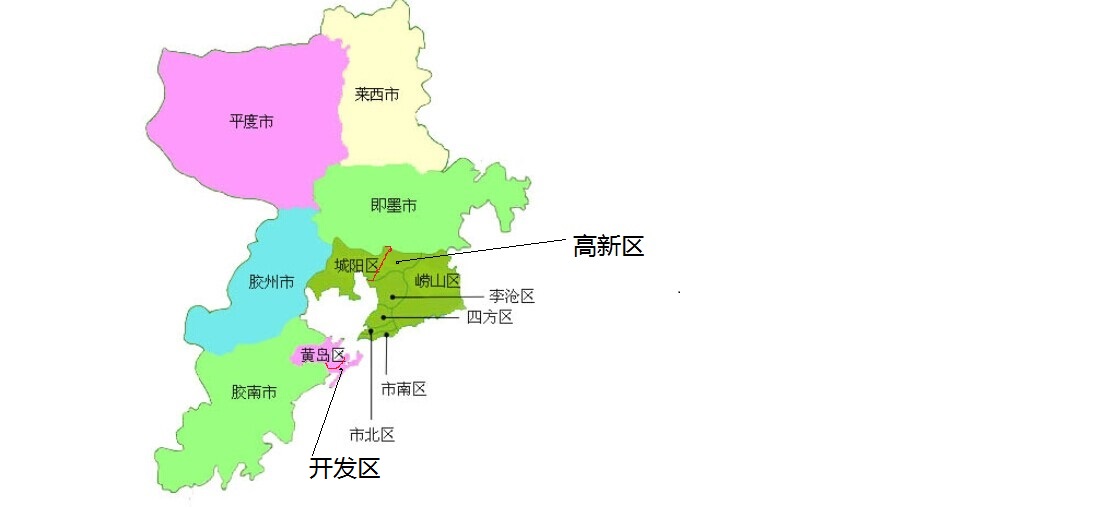 莱西市
平度市
即墨市
高新区
城阳区
崂山区
胶州市
李沧区
四方区
黄岛区
市南区
胶南市
市北区
开发区